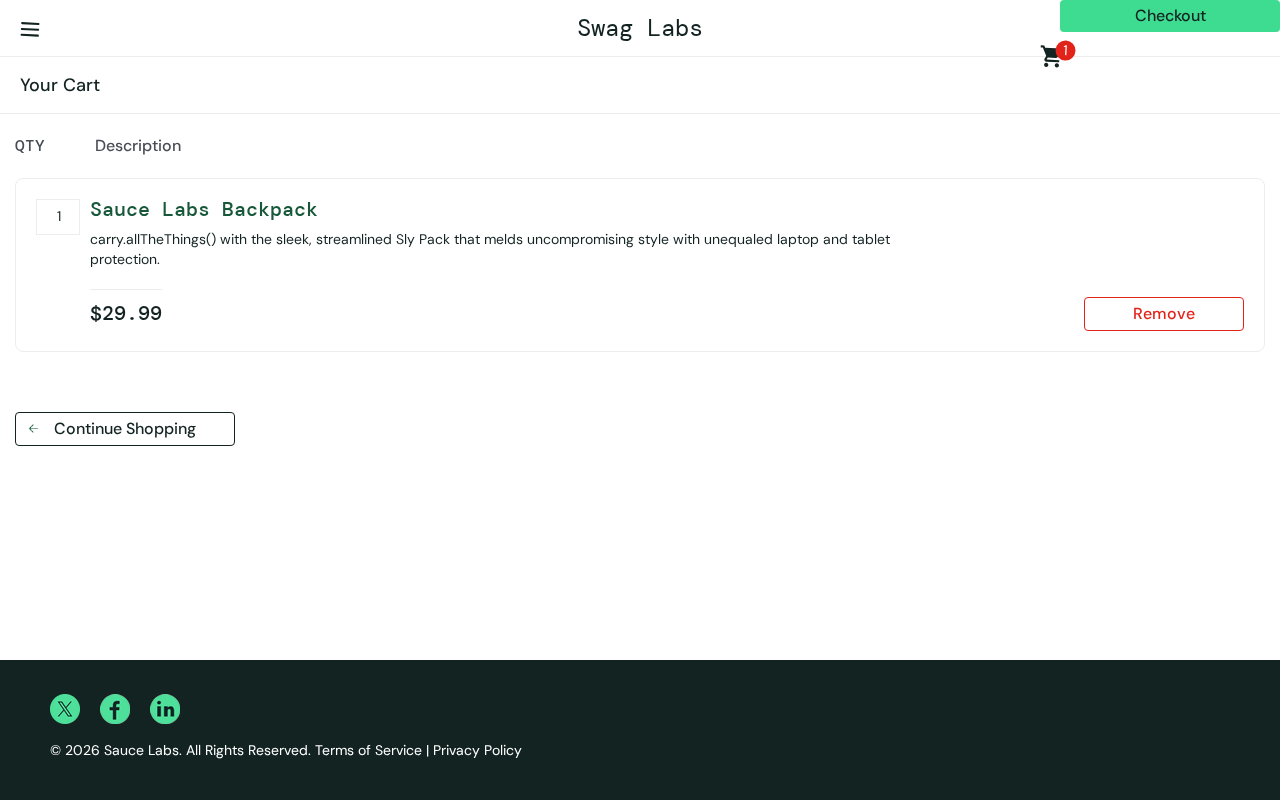 Swag Labs
Checkout
1
Your Cart
QTY Description
1
Sauce Labs Backpack
carry.allTheThings() with the sleek, streamlined Sly Pack that melds uncompromising style with unequaled laptop and tablet
protection.
$29.99
Remove
Continue Shopping
© 2026 Sauce Labs. All Rights Reserved. Terms of Service | Privacy Policy